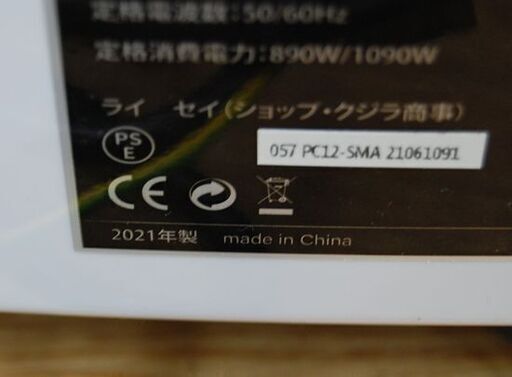 定格電波数：50/60Hz
定格消費電力：890W/1090W
ライ セイ（ショップ・クジラ商事）
PS
E
057 PC12-SMA 21061091
CE
2021年製 made in China